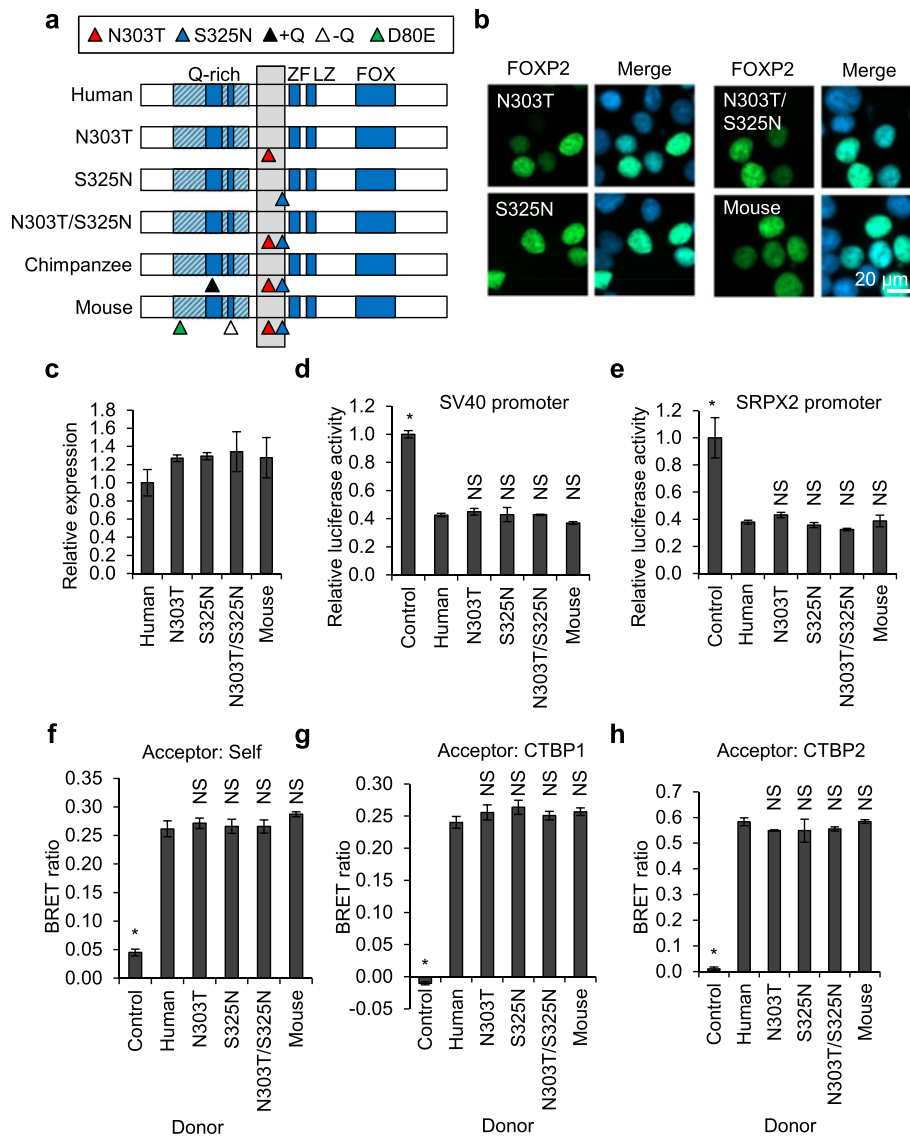 a
N303T S325N +Q -Q D80E
Q-rich ZF LZ FOX
Human
N303T
S325N
N303T/S325N
Chimpanzee
Mouse
b
FOXP2 Merge FOXP2 Merge
N303T
N303T/
S325N
S325N
Mouse
20 µm
c
Relative expression
1.8
1.6
1.4
1.2
1.0
0.8
0.6
0.4
0.2
0.0
Human
N303T
S325N
N303T/S325N
Mouse
d
SV40 promoter
Relative luciferase activity
1.2
1.0
0.8
0.6
0.4
0.2
0.0
*
NS
NS
NS
NS
Control
Human
N303T
S325N
N303T/S325N
Mouse
e
SRPX2 promoter
Relative luciferase activity
1.2
1.0
0.8
0.6
0.4
0.2
0.0
*
NS
NS
NS
NS
Control
Human
N303T
S325N
N303T/S325N
Mouse
f
Acceptor: Self
BRET ratio
0.35
0.30
0.25
0.20
0.15
0.10
0.05
0.00
*
NS
NS
NS
NS
Control
Human
N303T
S325N
N303T/S325N
Mouse
Donor
g
Acceptor: CTBP1
BRET ratio
0.30
0.25
0.20
0.15
0.10
0.05
0.00
-0.05
*
NS
NS
NS
NS
Control
Human
N303T
S325N
N303T/S325N
Mouse
Donor
h
Acceptor: CTBP2
BRET ratio
0.7
0.6
0.5
0.4
0.3
0.2
0.1
0.0
*
NS
NS
NS
NS
Control
Human
N303T
S325N
N303T/S325N
Mouse
Donor